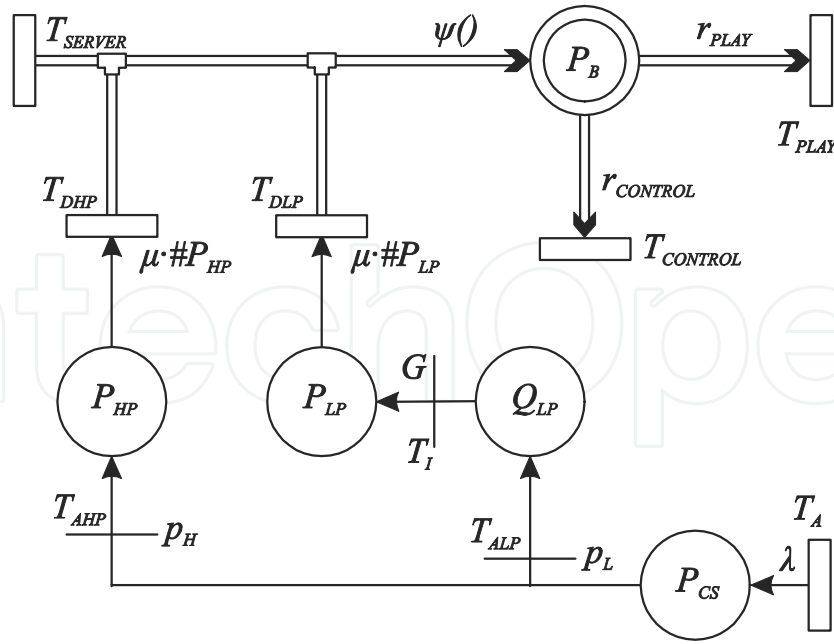 T_SERVER
ψ()
r_PLAY
P_B
T_PLAY
T_DHP
T_DLP
r_CONTROL
μ·#P_HP
μ·#P_LP
T_CONTROL
P_HP
P_LP
G
Q_LP
T_I
T_AHP
p_H
T_ALP
p_L
T_A
P_CS
λ
ntechOpe